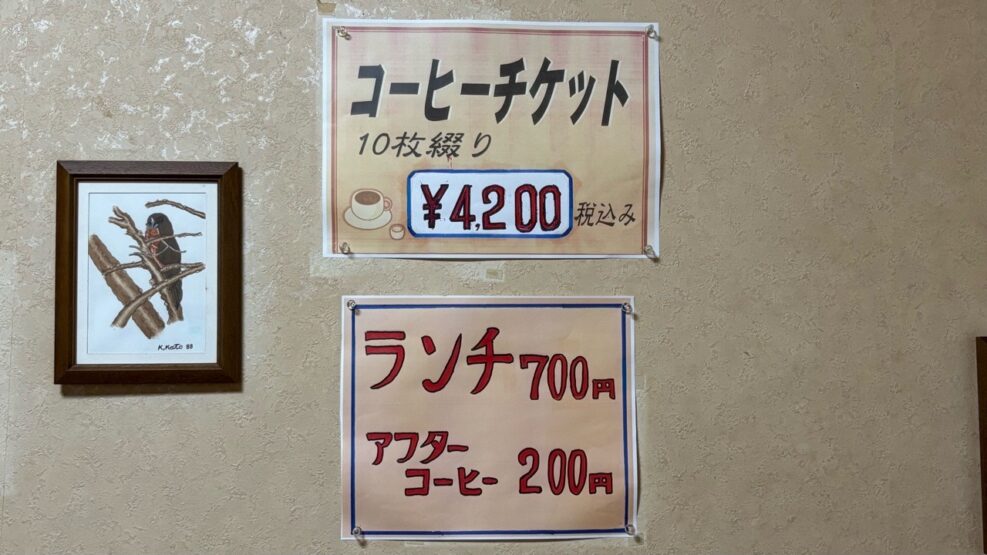 コーヒーチケット
10枚綴り
¥4,200 税込み
ランチ 700円
アフター
コーヒー 200円
K.Kato 88